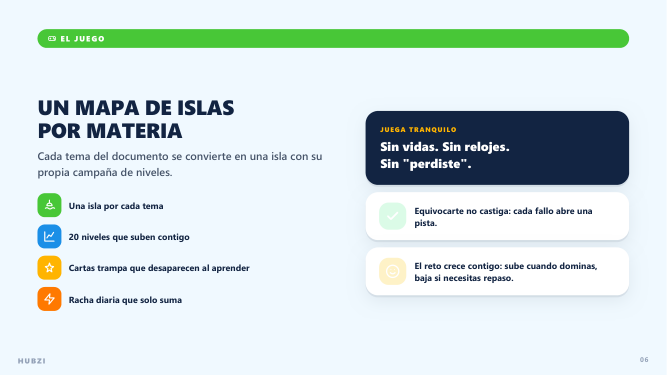 EL JUEGO
UN MAPA DE ISLAS
POR MATERIA
Cada tema del documento se convierte en una isla con su
propia campaña de niveles.
Una isla por cada tema
20 niveles que suben contigo
Cartas trampa que desaparecen al aprender
Racha diaria que solo suma
JUEGA TRANQUILO
Sin vidas. Sin relojes.
Sin "perdiste".
Equivocarte no castiga: cada fallo abre una
pista.
El reto crece contigo: sube cuando dominas,
baja si necesitas repaso.
HUBZI
06